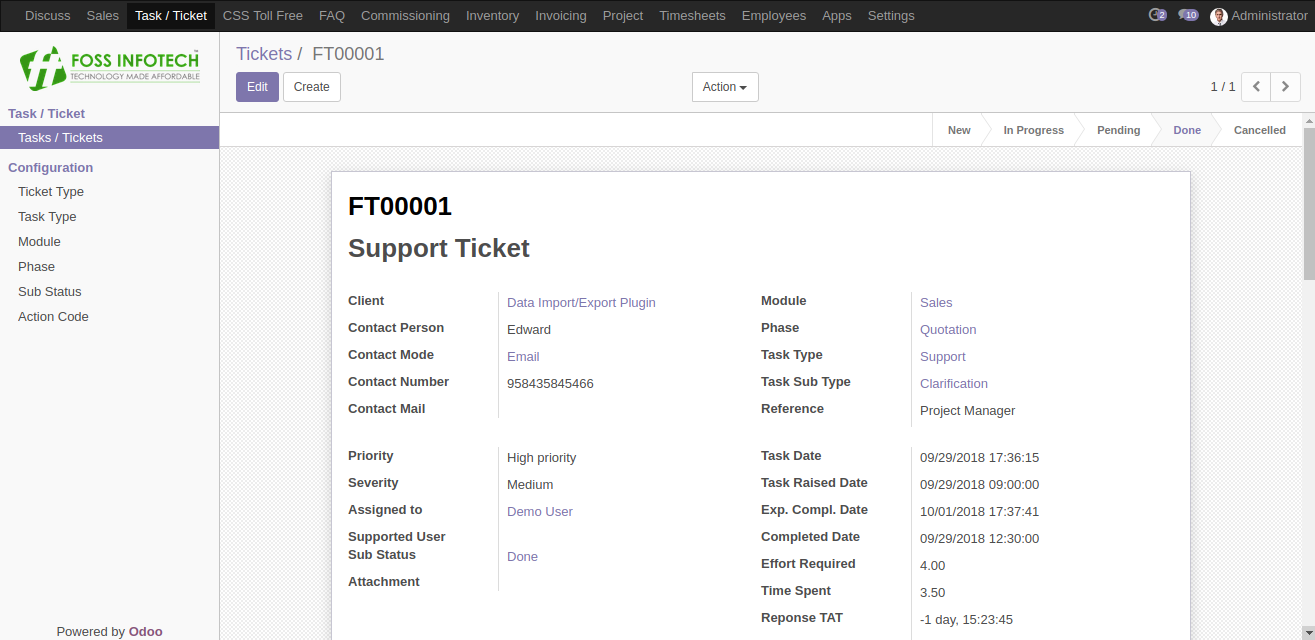 Discuss Sales Task / Ticket CSS Toll Free FAQ Commissioning Inventory Invoicing Project Timesheets Employees Apps Settings 2 10 Administrator
FOSS INFOTECH
TECHNOLOGY MADE AFFORDABLE
Task / Ticket
Tasks / Tickets
Configuration
Ticket Type
Task Type
Module
Phase
Sub Status
Action Code
Powered by Odoo
Tickets / FT00001
Edit Create Action 1 / 1
New In Progress Pending Done Cancelled
FT00001
Support Ticket
Client Data Import/Export Plugin
Contact Person Edward
Contact Mode Email
Contact Number 958435845466
Contact Mail
Module Sales
Phase Quotation
Task Type Support
Task Sub Type Clarification
Reference Project Manager
Priority High priority
Severity Medium
Assigned to Demo User
Supported User
Sub Status Done
Attachment
Task Date 09/29/2018 17:36:15
Task Raised Date 09/29/2018 09:00:00
Exp. Compl. Date 10/01/2018 17:37:41
Completed Date 09/29/2018 12:30:00
Effort Required 4.00
Time Spent 3.50
Reponse TAT -1 day, 15:23:45